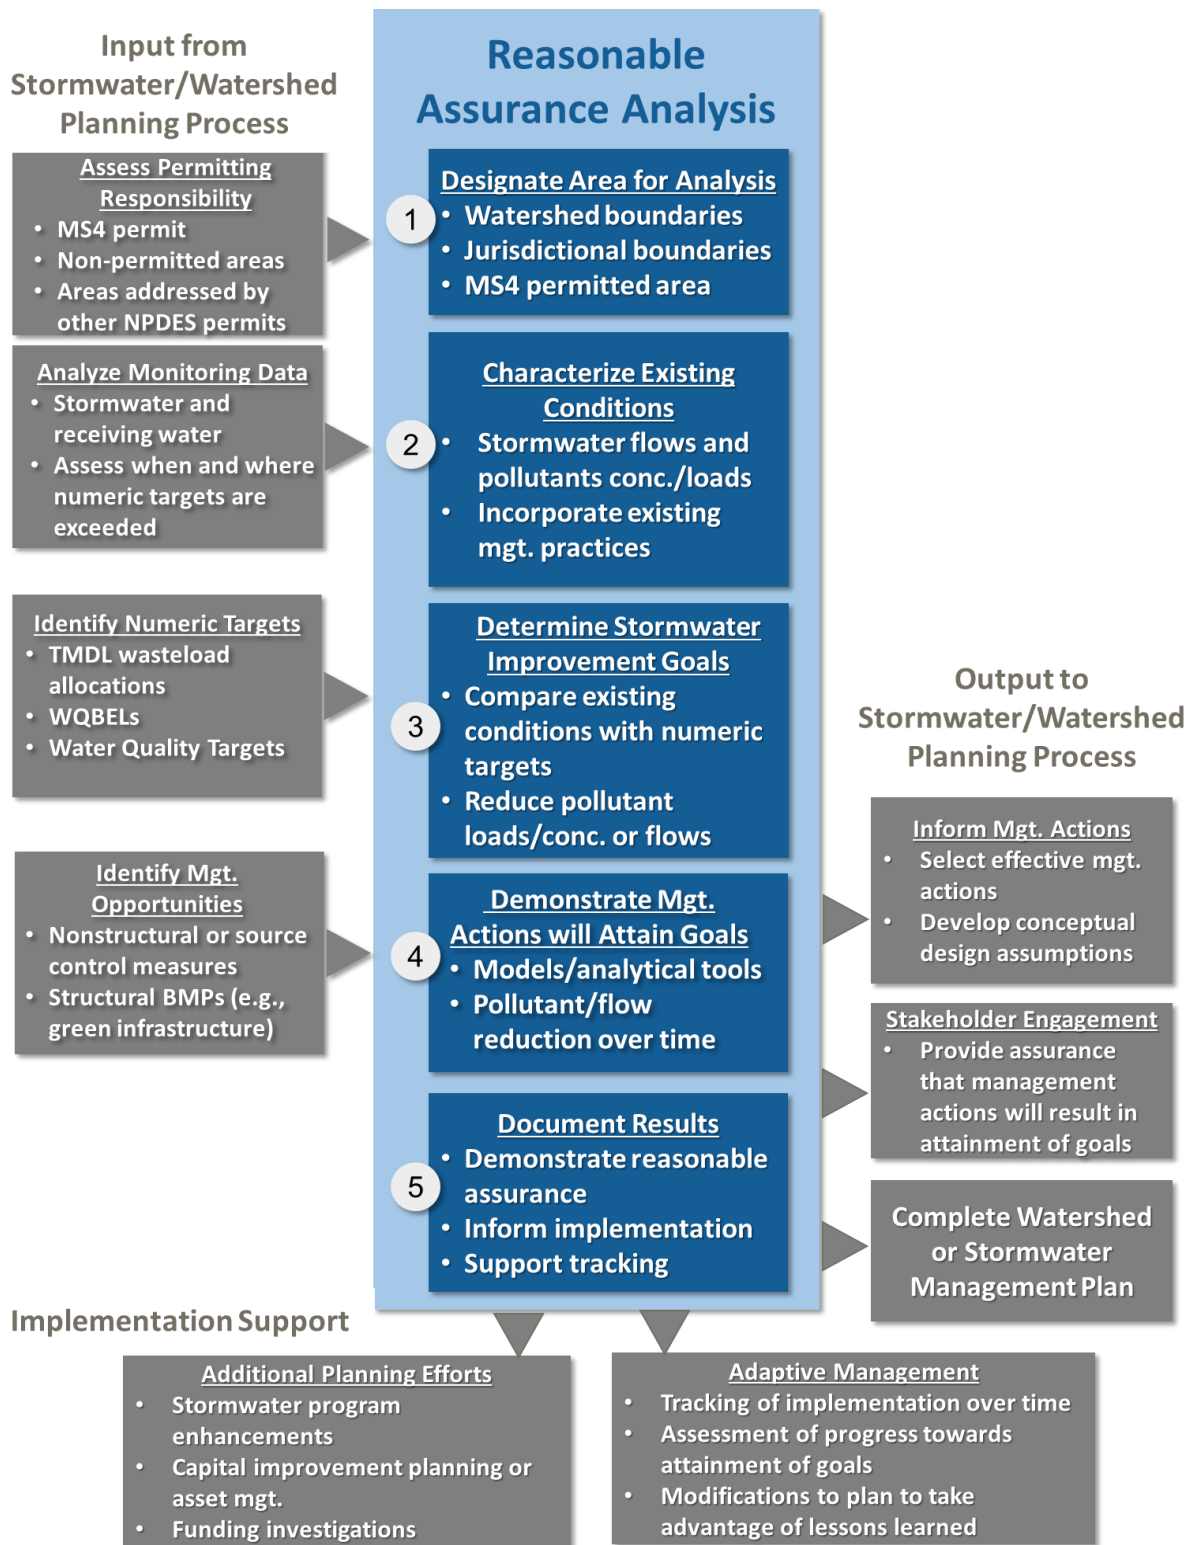 Input from
Stormwater/Watershed
Planning Process
Assess Permitting
Responsibility
• MS4 permit
• Non-permitted areas
• Areas addressed by
other NPDES permits
Analyze Monitoring Data
• Stormwater and
receiving water
• Assess when and where
numeric targets are
exceeded
Identify Numeric Targets
• TMDL wasteload
allocations
• WQBELs
• Water Quality Targets
Identify Mgt.
Opportunities
• Nonstructural or source
control measures
• Structural BMPs (e.g.,
green infrastructure)
Reasonable
Assurance Analysis
1
Designate Area for Analysis
• Watershed boundaries
• Jurisdictional boundaries
• MS4 permitted area
2
Characterize Existing
Conditions
• Stormwater flows and
pollutants conc./loads
• Incorporate existing
mgt. practices
3
Determine Stormwater
Improvement Goals
• Compare existing
conditions with numeric
targets
• Reduce pollutant
loads/conc. or flows
4
Demonstrate Mgt.
Actions will Attain Goals
• Models/analytical tools
• Pollutant/flow
reduction over time
5
Document Results
• Demonstrate reasonable
assurance
• Inform implementation
• Support tracking
Output to
Stormwater/Watershed
Planning Process
Inform Mgt. Actions
• Select effective mgt.
actions
• Develop conceptual
design assumptions
Stakeholder Engagement
• Provide assurance
that management
actions will result in
attainment of goals
Complete Watershed
or Stormwater
Management Plan
Implementation Support
Additional Planning Efforts
• Stormwater program
enhancements
• Capital improvement planning or
asset mgt.
• Funding investigations
Adaptive Management
• Tracking of implementation over time
• Assessment of progress towards
attainment of goals
• Modifications to plan to take
advantage of lessons learned